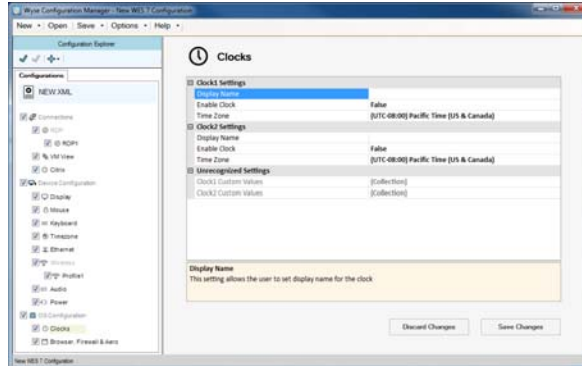 Wyse Configuration Manager - New WES 7 Configuration
New Open Save Options Help
Configuration Explorer
Configurations
NEW.XML
Connections
RDP
RDP1
VM View
Citrix
Device Configuration
Display
Mouse
Keyboard
Timezone
Ethernet
Wireless
Profile1
Audio
Power
OS Configuration
Clocks
Browser, Firewall & Aero
Clocks
Clock1 Settings
Display Name
Enable Clock False
Time Zone (UTC-08:00) Pacific Time (US & Canada)
Clock2 Settings
Display Name
Enable Clock False
Time Zone (UTC-08:00) Pacific Time (US & Canada)
Unrecognized Settings
Clock1 Custom Values (Collection)
Clock2 Custom Values (Collection)
Display Name
This setting allows the user to set display name for the clock
Discard Changes Save Changes
New WES 7 Configuration